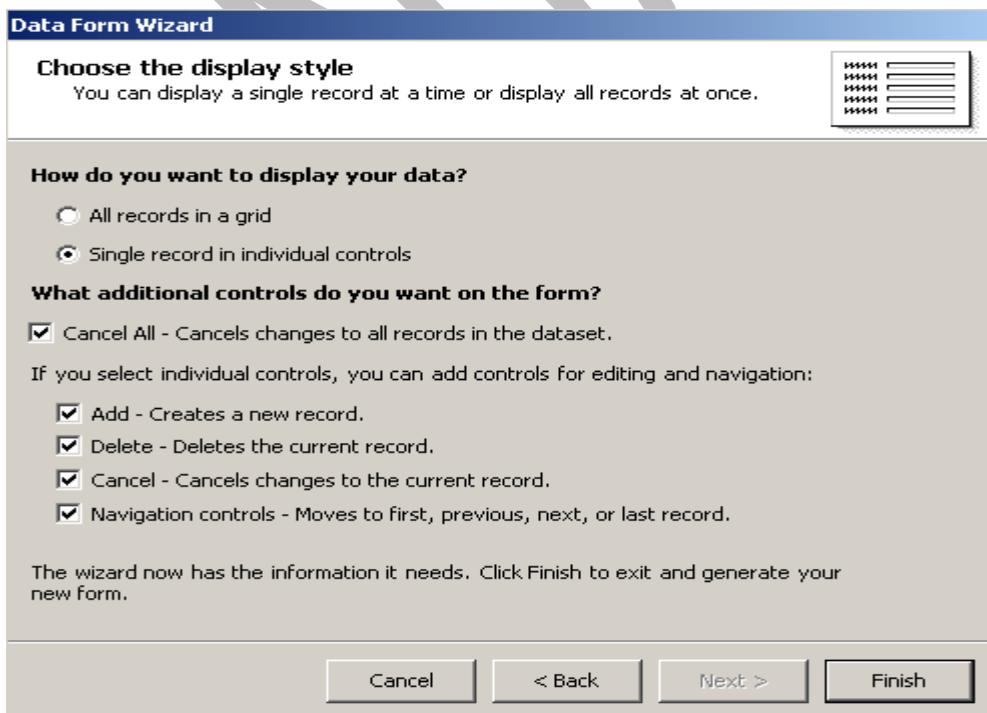 Data Form Wizard
Choose the display style
You can display a single record at a time or display all records at once.
How do you want to display your data?
All records in a grid
Single record in individual controls
What additional controls do you want on the form?
Cancel All - Cancels changes to all records in the dataset.
If you select individual controls, you can add controls for editing and navigation:
Add - Creates a new record.
Delete - Deletes the current record.
Cancel - Cancels changes to the current record.
Navigation controls - Moves to first, previous, next, or last record.
The wizard now has the information it needs. Click Finish to exit and generate your
new form.
Cancel
< Back
Next >
Finish